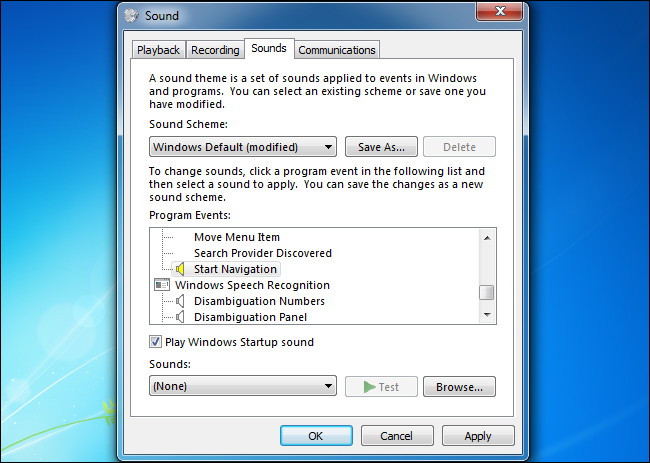 Sound
Playback Recording Sounds Communications
A sound theme is a set of sounds applied to events in Windows
and programs. You can select an existing scheme or save one you
have modified.
Sound Scheme:
Windows Default (modified) Save As... Delete
To change sounds, click a program event in the following list and
then select a sound to apply. You can save the changes as a new
sound scheme.
Program Events:
Move Menu Item
Search Provider Discovered
Start Navigation
Windows Speech Recognition
Disambiguation Numbers
Disambiguation Panel
Play Windows Startup sound
Sounds:
(None) Test Browse...
OK Cancel Apply